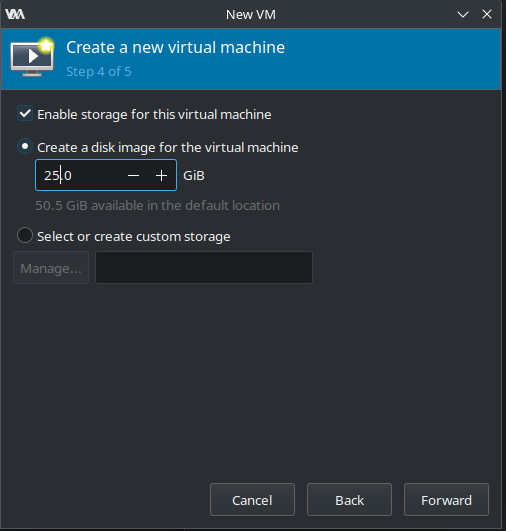 New VM
Create a new virtual machine
Step 4 of 5
Enable storage for this virtual machine
Create a disk image for the virtual machine
25.0 GiB
50.5 GiB available in the default location
Select or create custom storage
Manage...
Cancel Back Forward